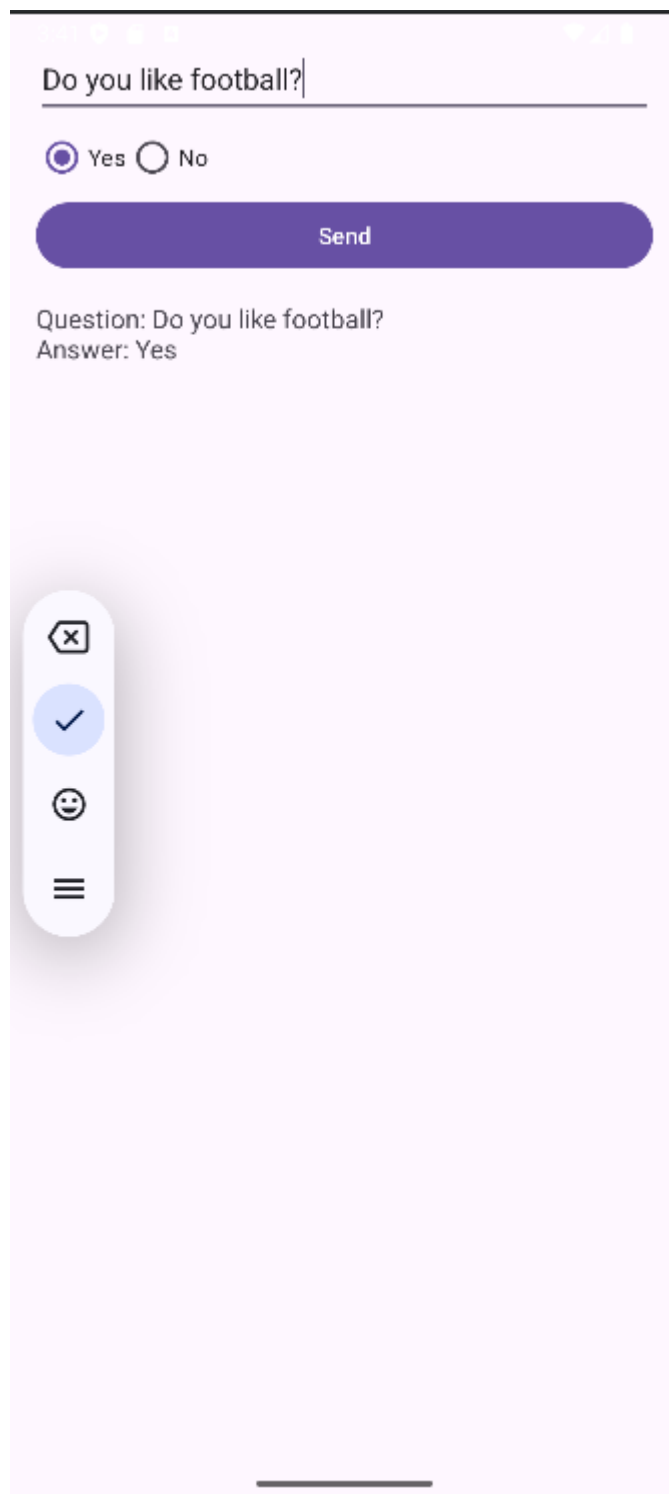 Do you like football?
Yes No
Send
Question: Do you like football?
Answer: Yes